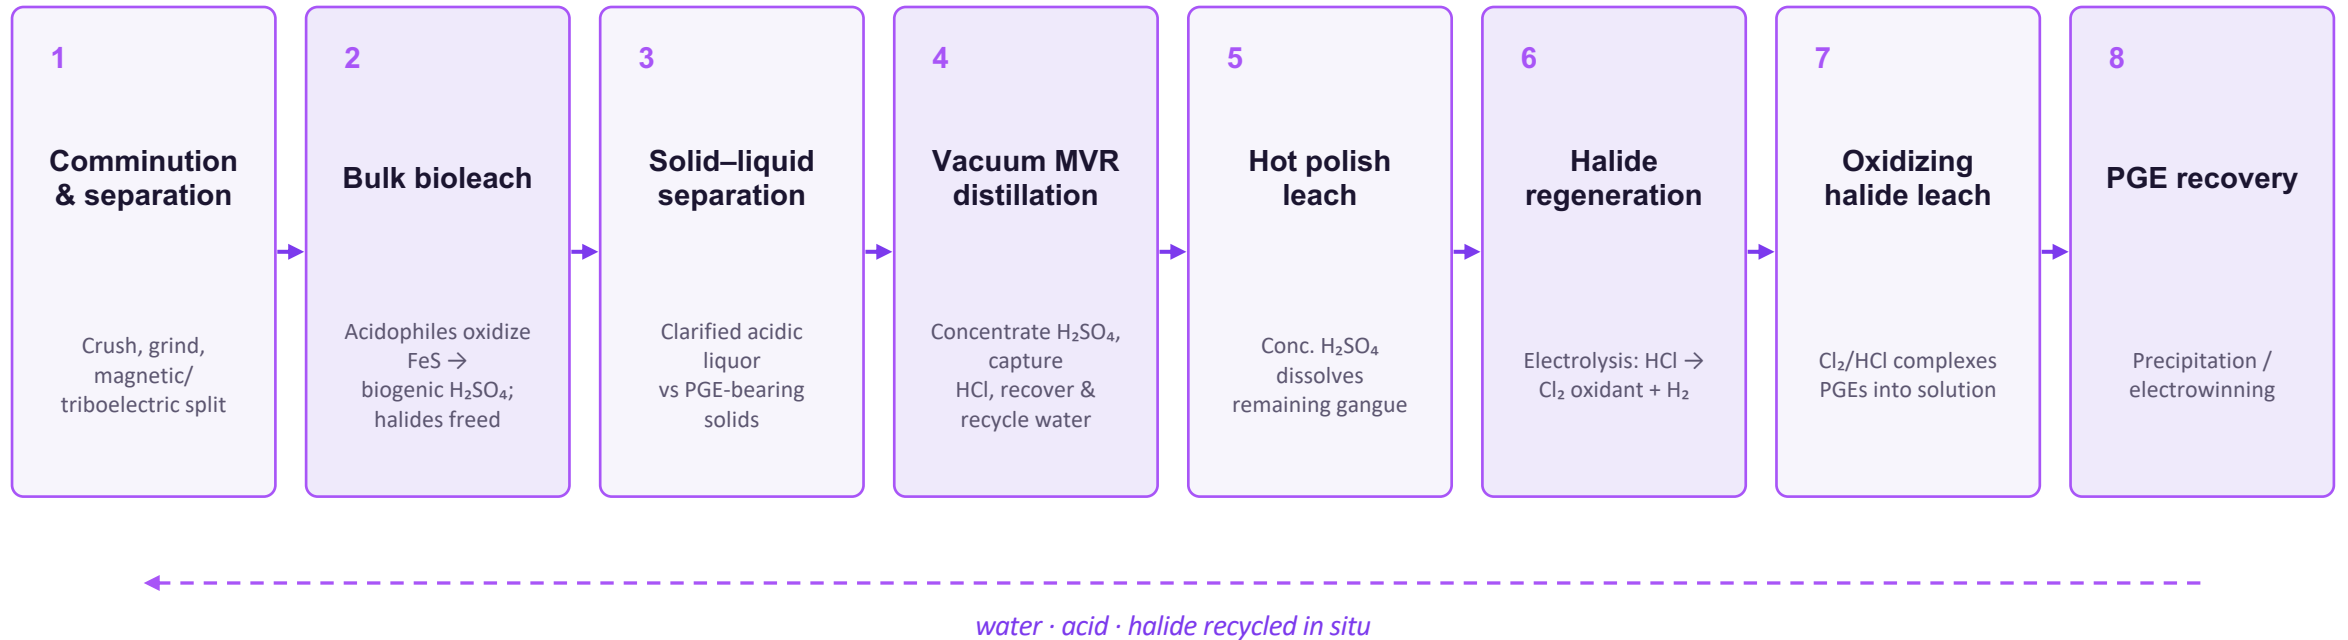 1
Comminution
& separation
Crush, grind,
magnetic/
triboelectric split
2
Bulk bioleach
Acidophiles oxidize
FeS →
biogenic H₂SO₄;
halides freed
3
Solid–liquid
separation
Clarified acidic
liquor
vs PGE-bearing
solids
4
Vacuum MVR
distillation
Concentrate H₂SO₄,
capture
HCl, recover &
recycle water
5
Hot polish
leach
Conc. H₂SO₄
dissolves
remaining gangue
6
Halide
regeneration
Electrolysis: HCl →
Cl₂ oxidant + H₂
7
Oxidizing
halide leach
Cl₂/HCl complexes
PGEs into solution
8
PGE recovery
Precipitation /
electrowinning
water · acid · halide recycled in situ